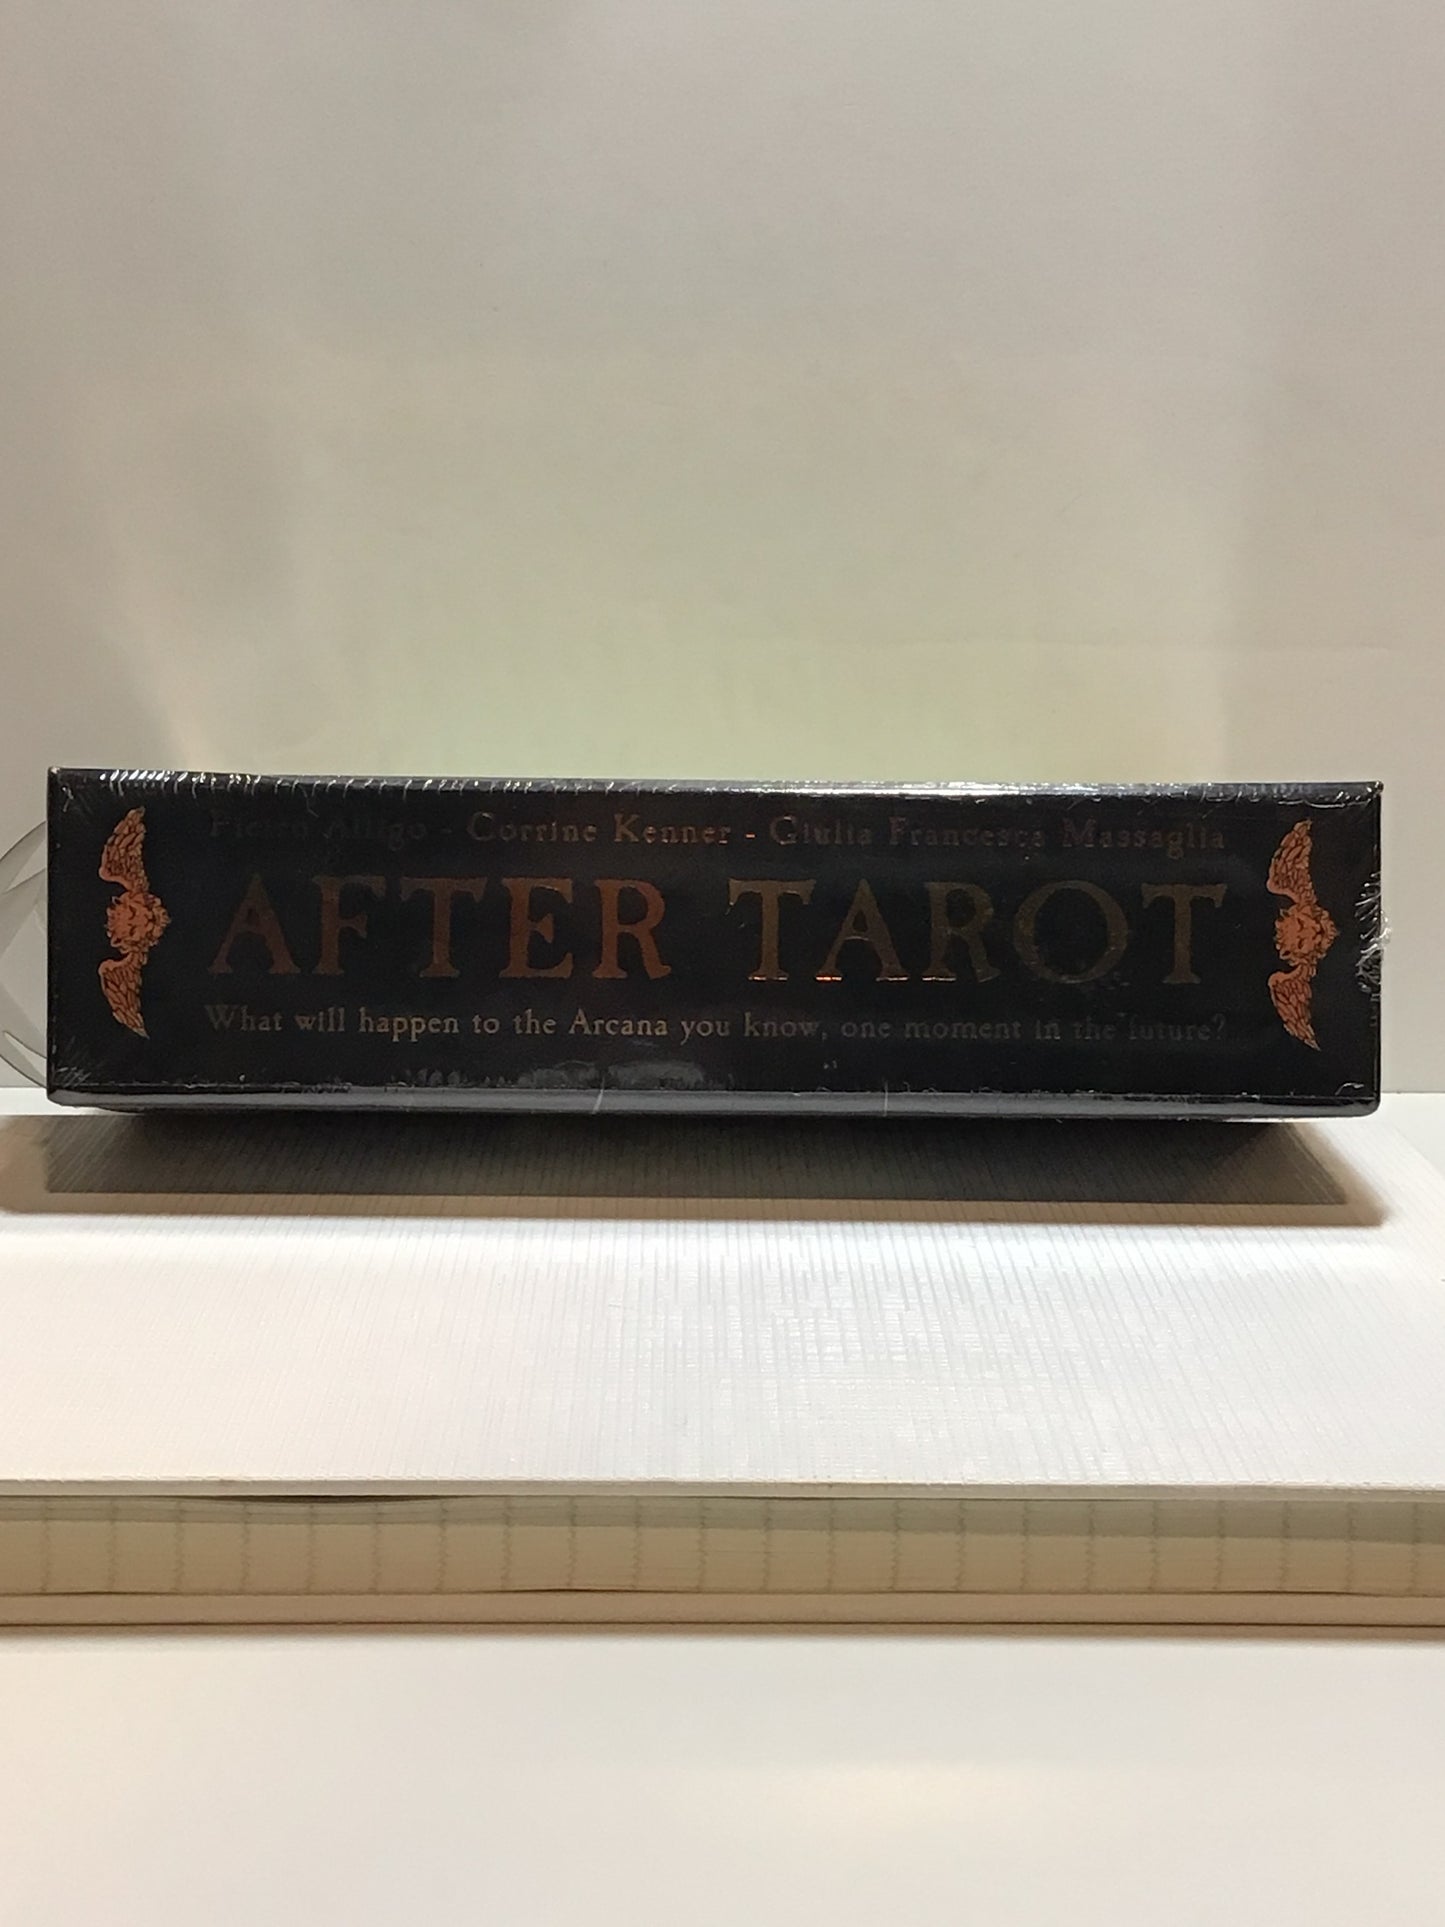 Pietro Alligo - Corrine Kenner - Giulia Francesca Massaglia
AFTER TAROT
What will happen to the Arcana you know, one moment in the future?